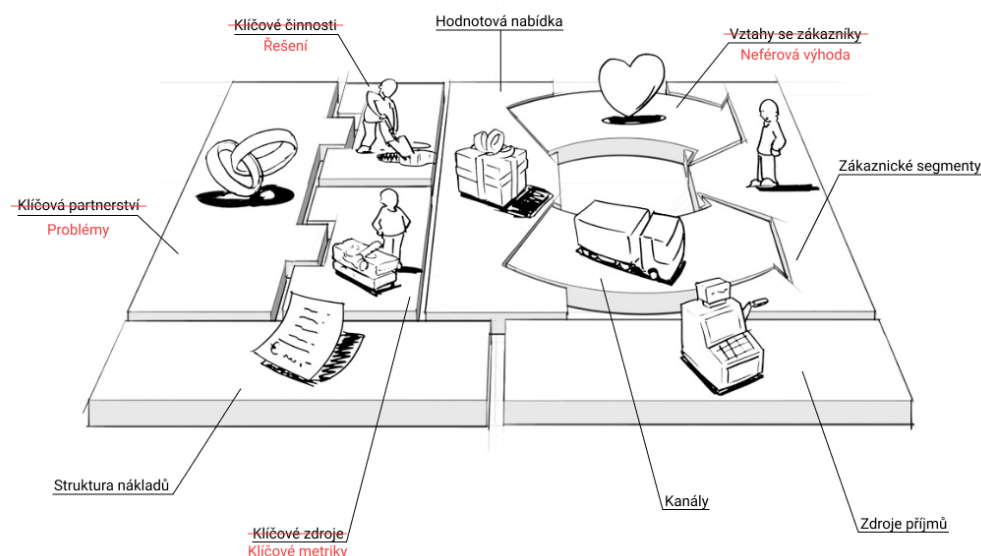 Hodnotová nabídka
Klíčové činnosti
Řešení
Vztahy se zákazníky
Neférová výhoda
Zákaznické segmenty
Klíčová partnerství
Problémy
Struktura nákladů
Kanály
Zdroje příjmů
Klíčové zdroje
Klíčové metriky